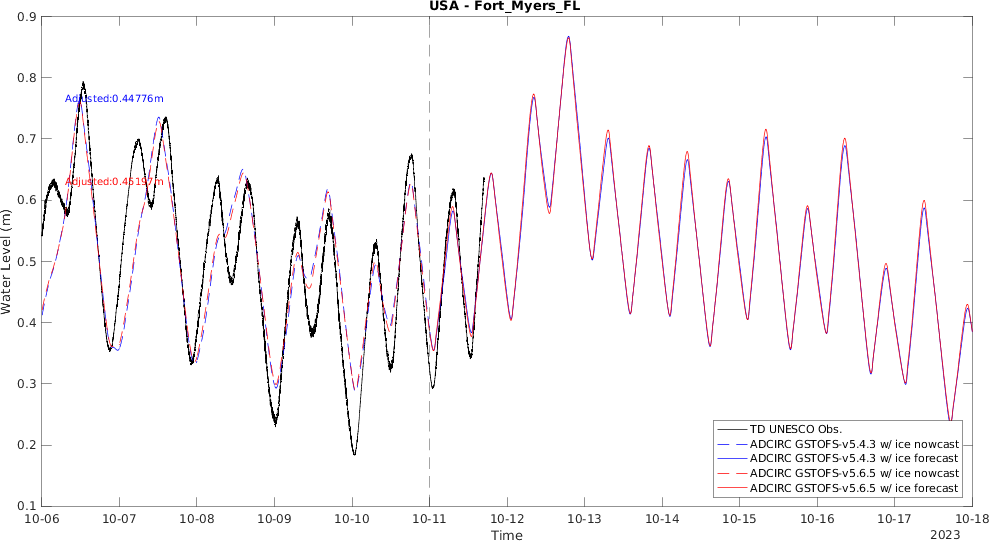 USA - Fort_Myers_FL
0.9
0.8
0.7
0.6
0.5
0.4
0.3
0.2
0.1
Water Level (m)
Adjusted:0.44776m
Adjusted:0.45197m
TD UNESCO Obs.
ADCIRC GSTOFS-v5.4.3 w/ ice nowcast
ADCIRC GSTOFS-v5.4.3 w/ ice forecast
ADCIRC GSTOFS-v5.6.5 w/ ice nowcast
ADCIRC GSTOFS-v5.6.5 w/ ice forecast
10-06 10-07 10-08 10-09 10-10 10-11 10-12 10-13 10-14 10-15 10-16 10-17 10-18
Time
2023